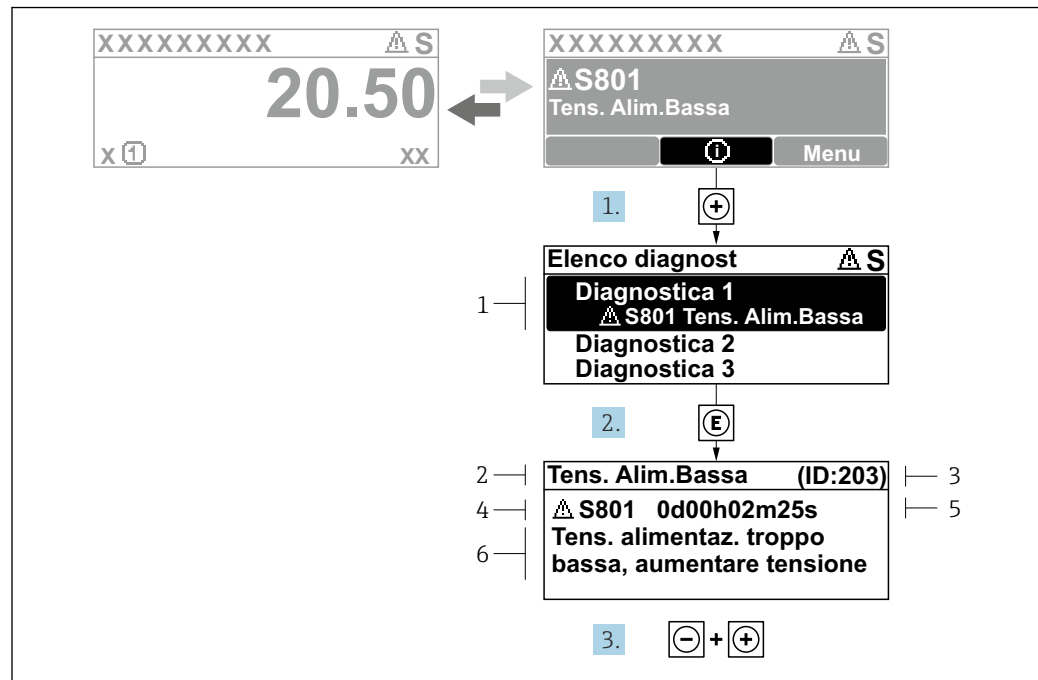 XXXXXXXXX ⚠ S
20.50
x ① xx
XXXXXXXXX ⚠ S
⚠ S801
Tens. Alim.Bassa
ⓘ Menu
1. +
Elenco diagnost ⚠ S
1
Diagnostica 1
⚠ S801 Tens. Alim.Bassa
Diagnostica 2
Diagnostica 3
2. E
2 Tens. Alim.Bassa (ID:203) 3
4 ⚠ S801 0d00h02m25s 5
6 Tens. alimentaz. troppo
bassa, aumentare tensione
3. − + +